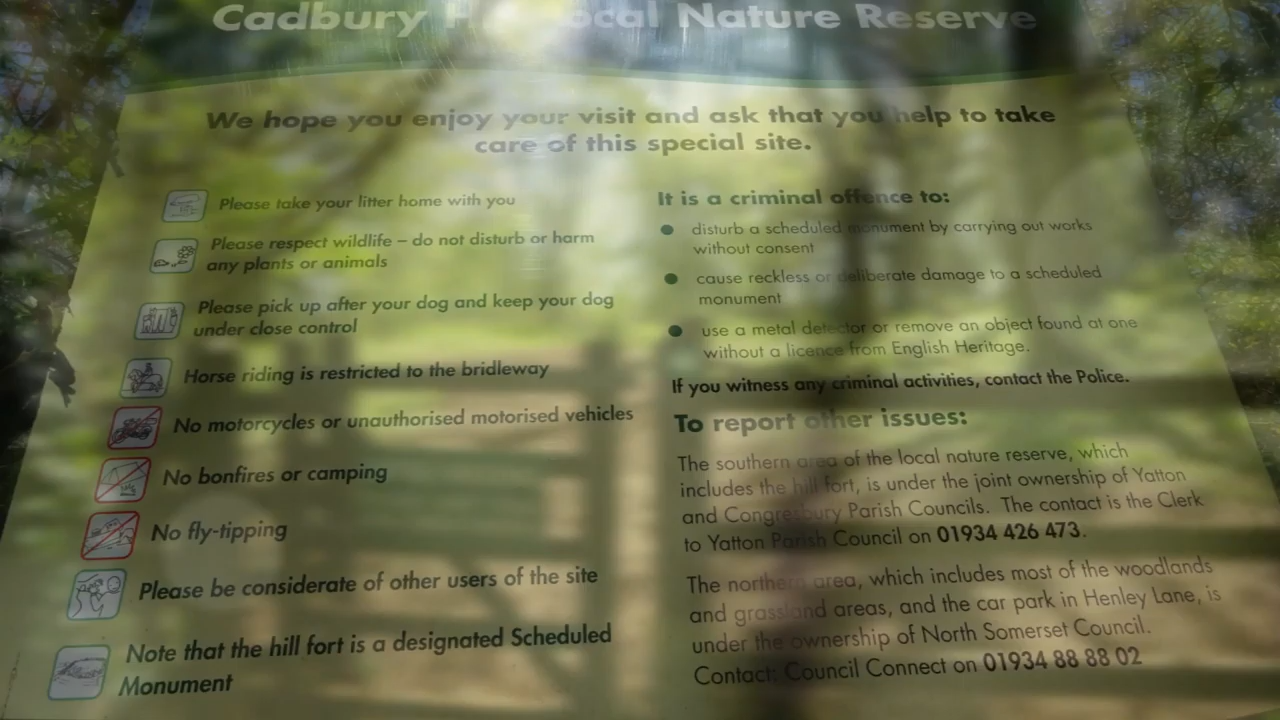 Cadbury Hill Local Nature Reserve
We hope you enjoy your visit and ask that you help to take
care of this special site.
Please take your litter home with you
Please respect wildlife – do not disturb or harm
any plants or animals
Please pick up after your dog and keep your dog
under close control
Horse riding is restricted to the bridleway
No motorcycles or unauthorised motorised vehicles
No bonfires or camping
No fly-tipping
Please be considerate of other users of the site
Note that the hill fort is a designated Scheduled
Monument
It is a criminal offence to:
disturb a scheduled monument by carrying out works
without consent
cause reckless or deliberate damage to a scheduled
monument
use a metal detector or remove an object found at one
without a licence from English Heritage.
If you witness any criminal activities, contact the Police.
To report other issues:
The southern area of the local nature reserve, which
includes the hill fort, is under the joint ownership of Yatton
and Congresbury Parish Councils. The contact is the Clerk
to Yatton Parish Council on 01934 426 473.
The northern area, which includes most of the woodlands
and grassland areas, and the car park in Henley Lane, is
under the ownership of North Somerset Council.
Contact: Council Connect on 01934 88 88 02